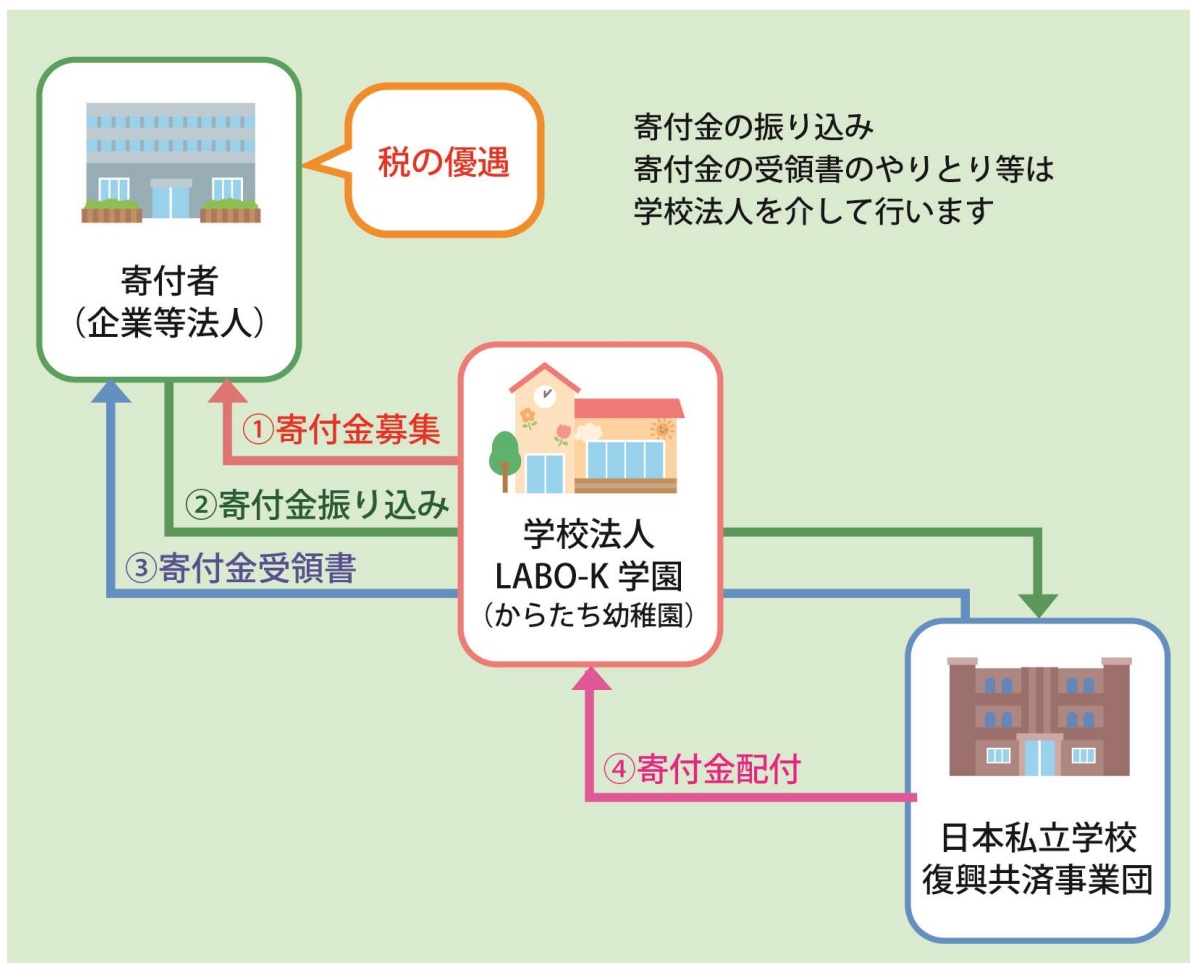 税の優遇
寄付金の振り込み
寄付金の受領書のやりとり等は
学校法人を介して行います
寄付者
（企業等法人）
①寄付金募集
②寄付金振り込み
③寄付金受領書
学校法人
LABO-K 学園
（からたち幼稚園）
④寄付金配付
日本私立学校
復興共済事業団